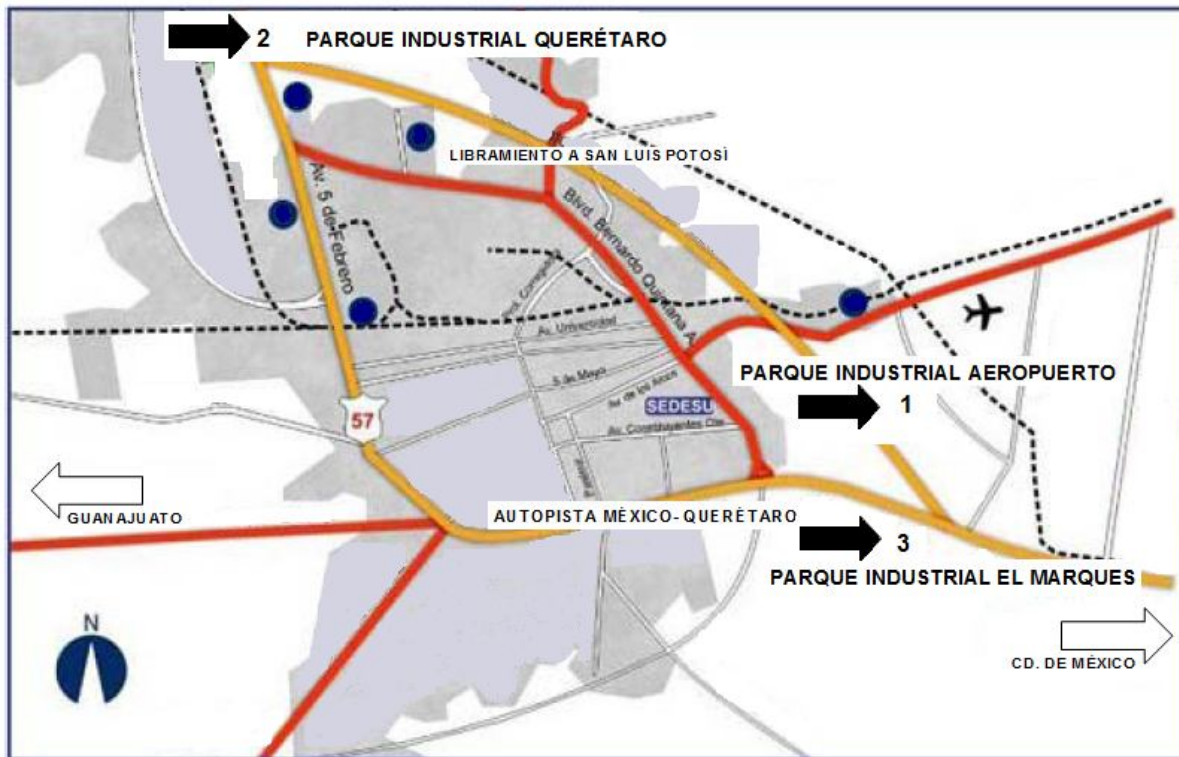 2 PARQUE INDUSTRIAL QUERÉTARO
LIBRAMIENTO A SAN LUIS POTOSÌ
Av. 5 de Febrero
Blvd. Bernardo Quintana A.
Av. Universidad
5 de Mayo
Av. de los Arcos
SEDESU
Av. Constituyentes Ote.
PARQUE INDUSTRIAL AEROPUERTO
1
57
GUANAJUATO
AUTOPISTA MÉXICO- QUERÉTARO
3
PARQUE INDUSTRIAL EL MARQUES
N
CD. DE MÉXICO